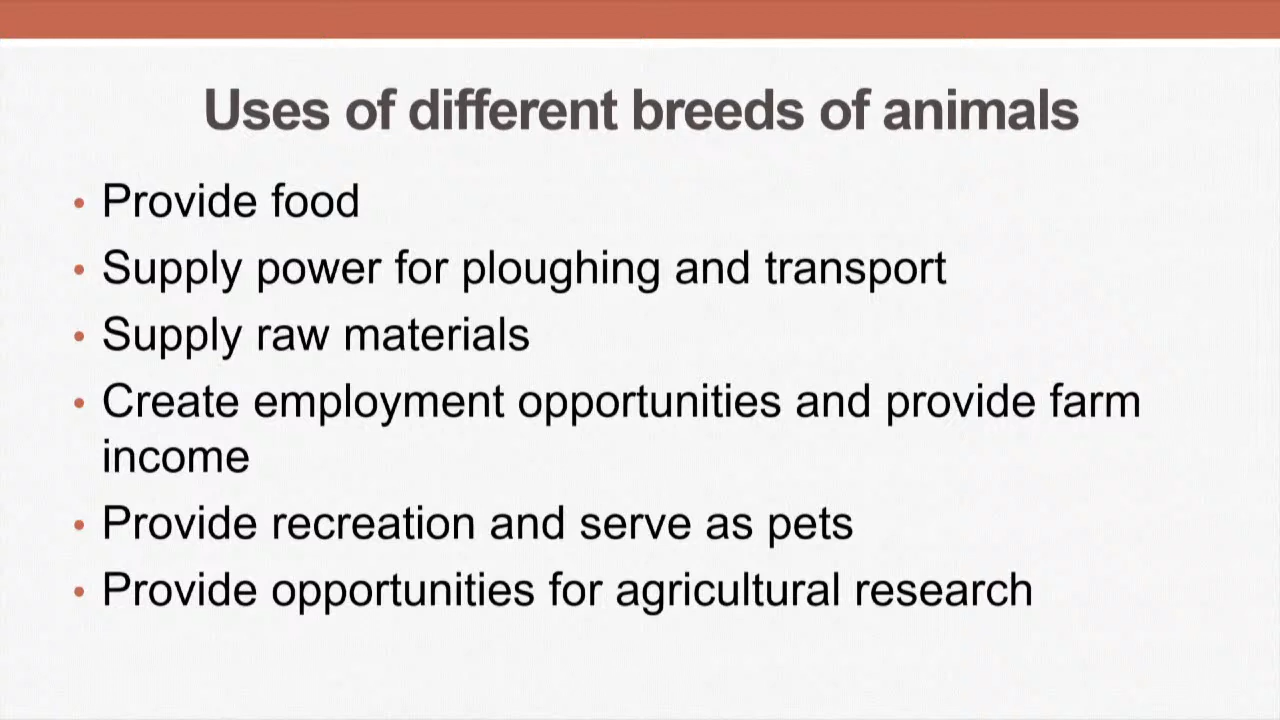 Uses of different breeds of animals
• Provide food
• Supply power for ploughing and transport
• Supply raw materials
• Create employment opportunities and provide farm
income
• Provide recreation and serve as pets
• Provide opportunities for agricultural research